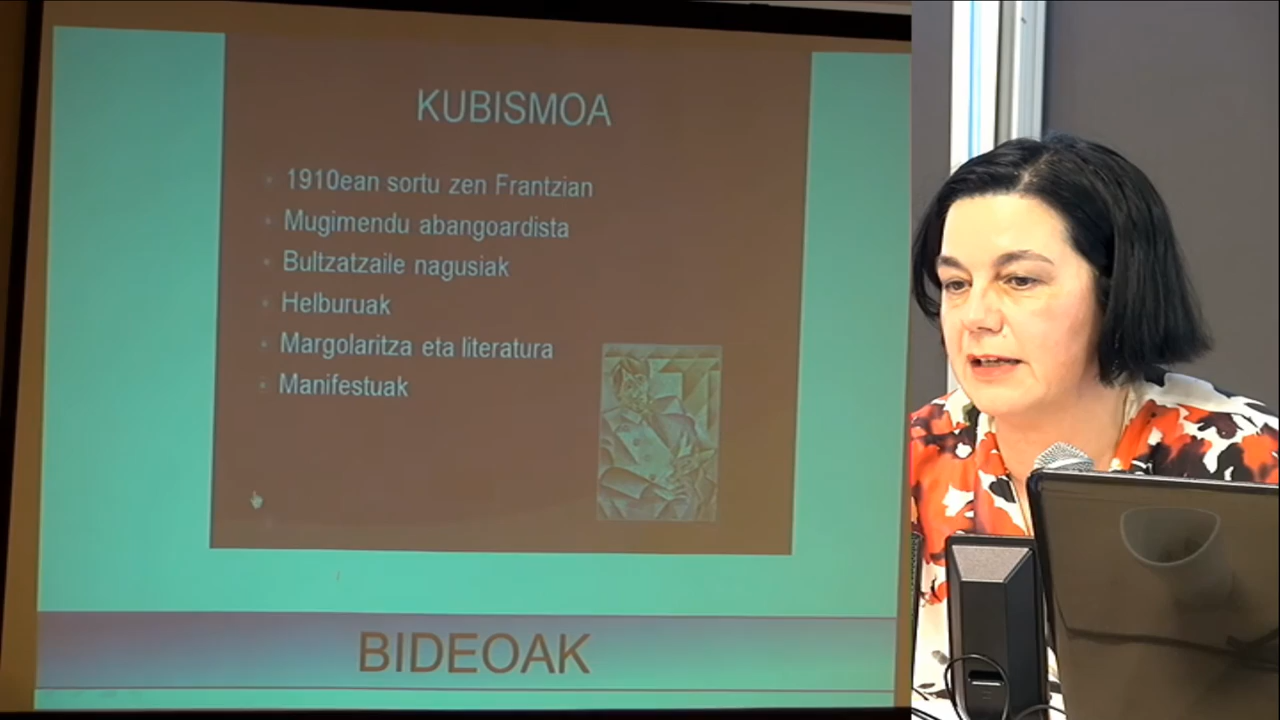 KUBISMOA
1910ean sortu zen Frantzian
Mugimendu abangoardista
Bultzatzaile nagusiak
Helburuak
Margolaritza eta literatura
Manifestuak
BIDEOAK